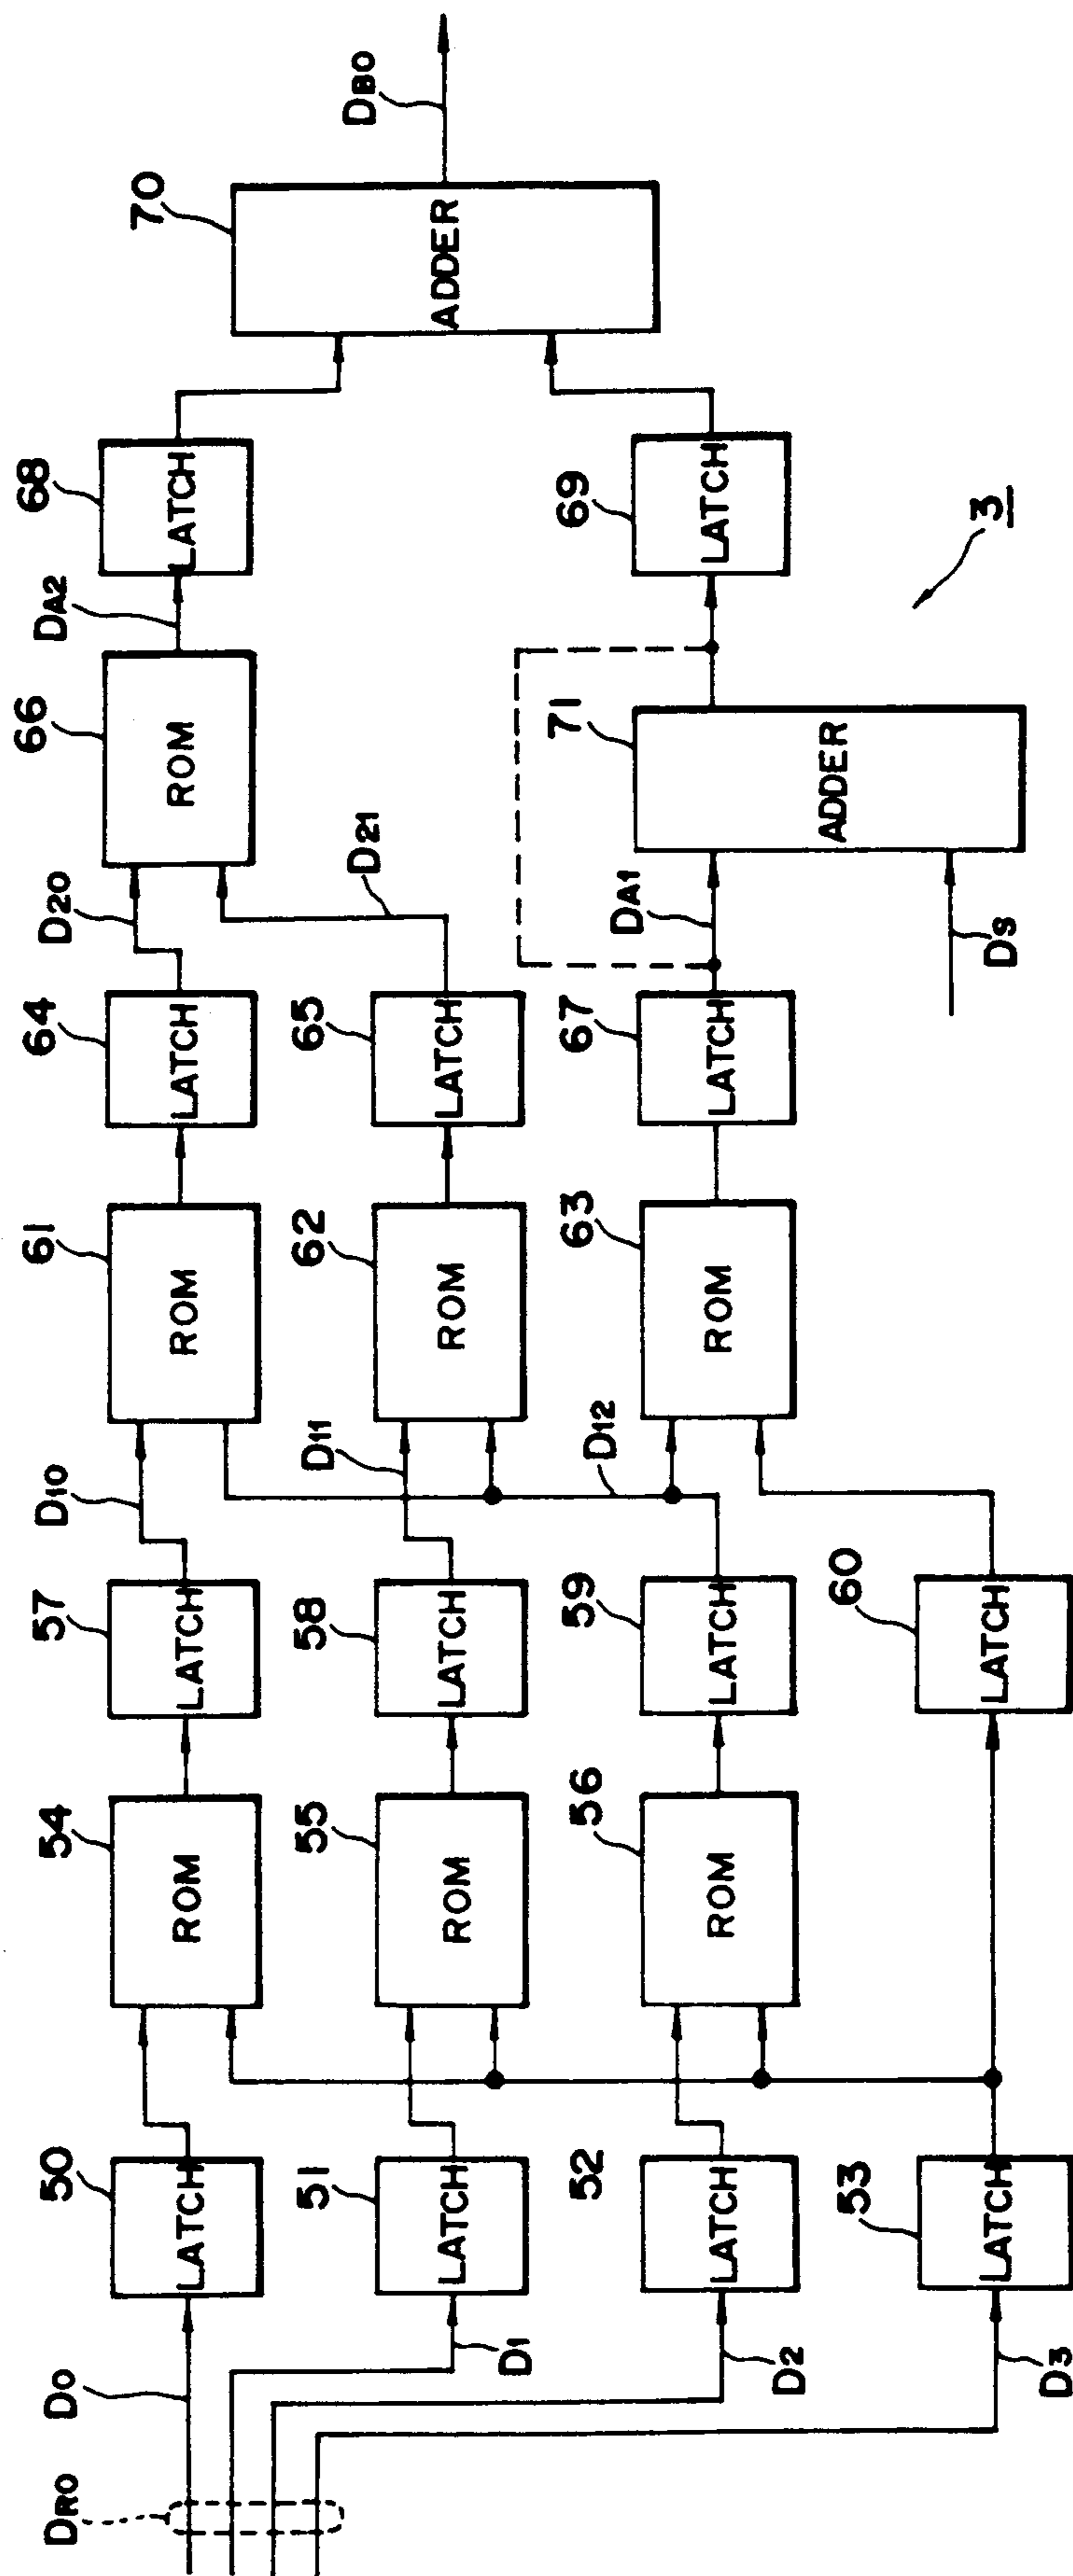 DR0
D0
50
LATCH
54
ROM
57
LATCH
D10
61
ROM
64
LATCH
D20
66
ROM
DA2
68
LATCH
70
ADDER
DB0
D1
51
LATCH
55
ROM
58
LATCH
D11
62
ROM
65
LATCH
D21
D2
52
LATCH
56
ROM
59
LATCH
D12
63
ROM
67
LATCH
DA1
71
ADDER
DS
69
LATCH
D3
53
LATCH
60
LATCH
3